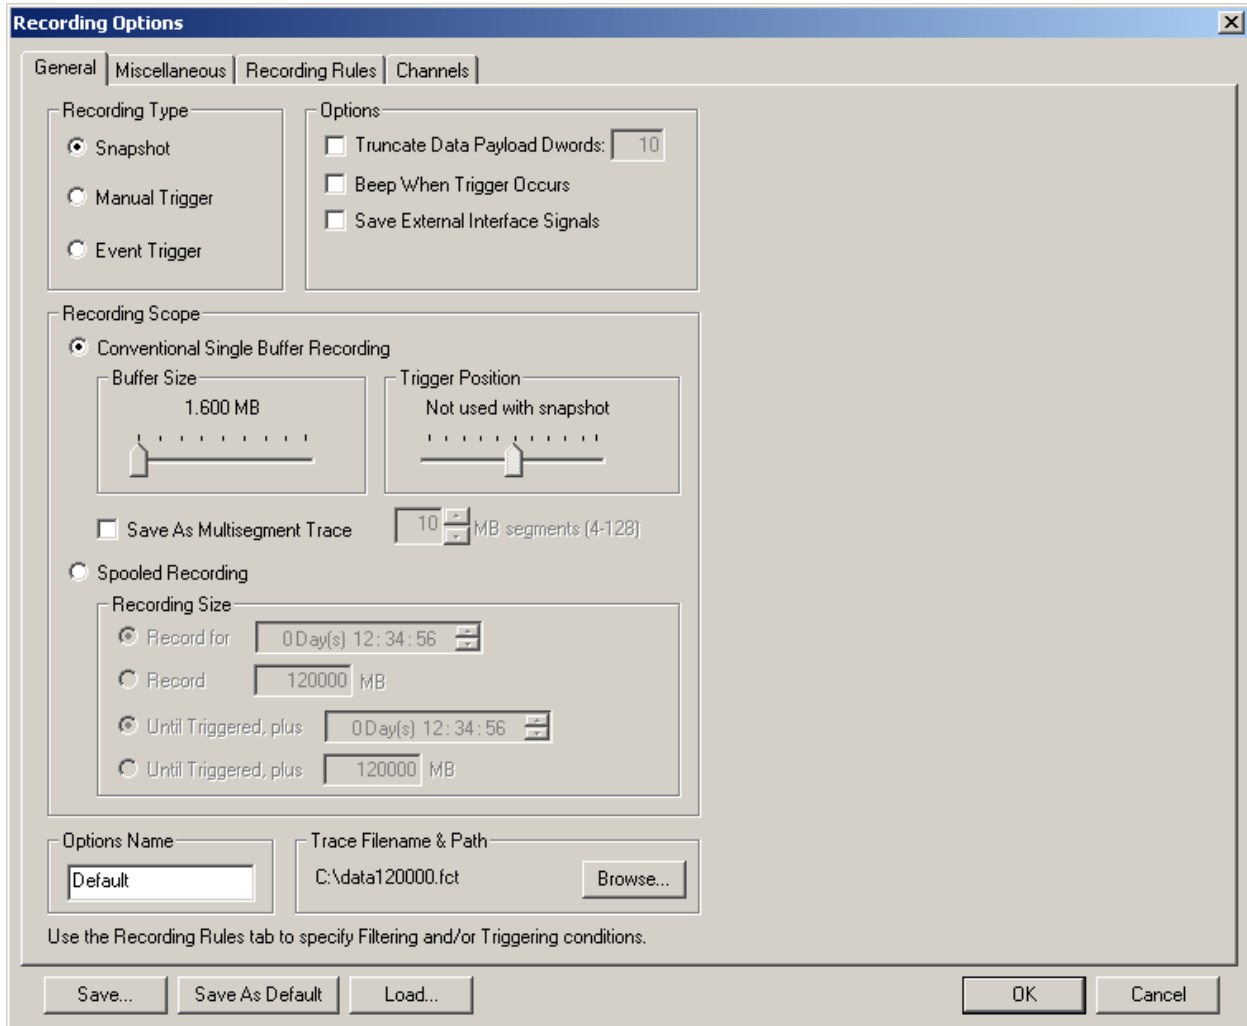 Recording Options
General Miscellaneous Recording Rules Channels
Recording Type
Snapshot
Manual Trigger
Event Trigger
Options
Truncate Data Payload Dwords: 10
Beep When Trigger Occurs
Save External Interface Signals
Recording Scope
Conventional Single Buffer Recording
Buffer Size
1.600 MB
Trigger Position
Not used with snapshot
Save As Multisegment Trace 10 MB segments (4-128)
Spooled Recording
Recording Size
Record for 0 Day(s) 12:34:56
Record 120000 MB
Until Triggered, plus 0 Day(s) 12:34:56
Until Triggered, plus 120000 MB
Options Name
Default
Trace Filename & Path
C:\data120000.fct Browse...
Use the Recording Rules tab to specify Filtering and/or Triggering conditions.
Save... Save As Default Load... OK Cancel